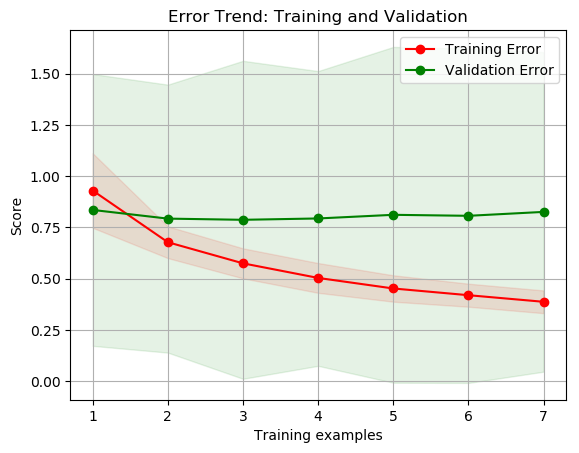 Error Trend: Training and Validation
Training Error
Validation Error
1.50
1.25
1.00
0.75
0.50
0.25
0.00
Score
1 2 3 4 5 6 7
Training examples